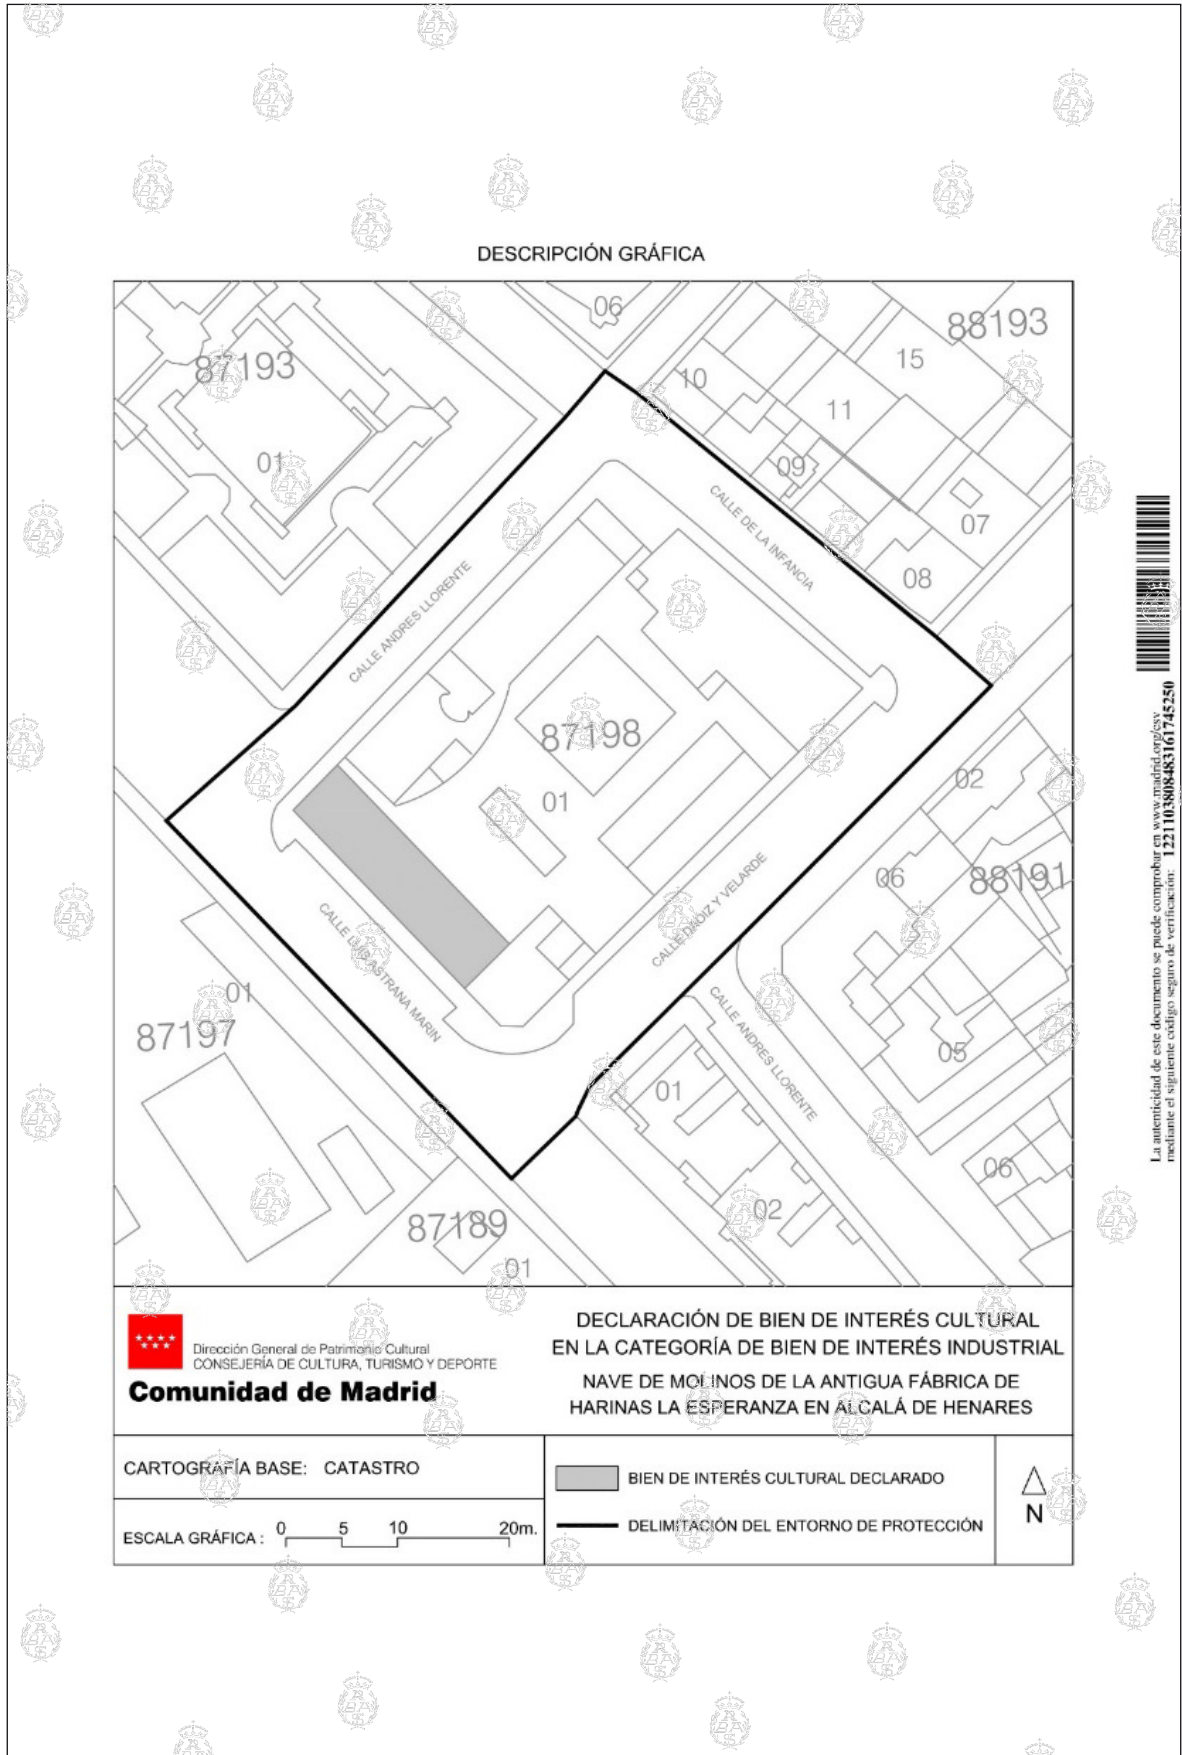 DESCRIPCIÓN GRÁFICA
06
88193
87193
15
10
11
01
09
CALLE DE LA INFANCIA
07
08
CALLE ANDRES LLORENTE
87198
02
01
06
88191
CALLE DAOIZ Y VELARDE
CALLE LUIS ASTRANA MARIN
01
87197
CALLE ANDRES LLORENTE
05
01
06
02
87189
01
Dirección General de Patrimonio Cultural
CONSEJERÍA DE CULTURA, TURISMO Y DEPORTE
Comunidad de Madrid
DECLARACIÓN DE BIEN DE INTERÉS CULTURAL
EN LA CATEGORÍA DE BIEN DE INTERÉS INDUSTRIAL
NAVE DE MOLINOS DE LA ANTIGUA FÁBRICA DE
HARINAS LA ESPERANZA EN ALCALÁ DE HENARES
CARTOGRAFÍA BASE: CATASTRO
ESCALA GRÁFICA : 0 5 10 20m.
BIEN DE INTERÉS CULTURAL DECLARADO
DELIMITACIÓN DEL ENTORNO DE PROTECCIÓN
N
La autenticidad de este documento se puede comprobar en www.madrid.org/csv
mediante el siguiente código seguro de verificación: 1221103808483161745250